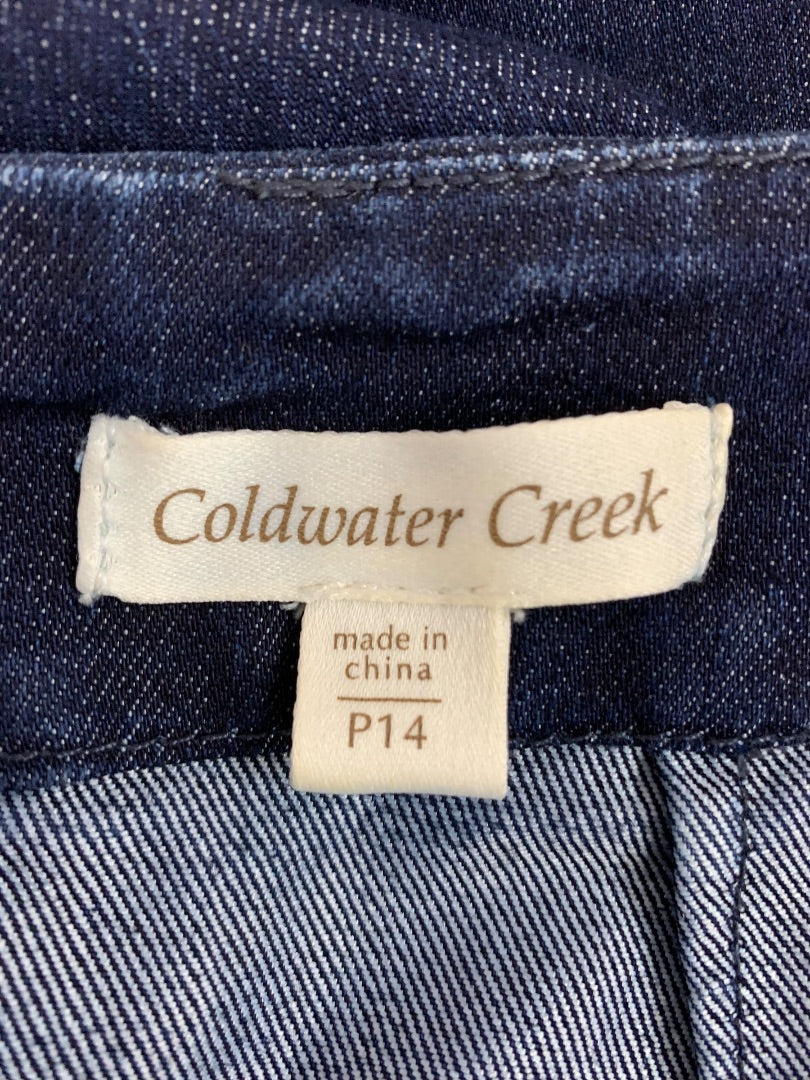 Coldwater Creek
made in
china
P14